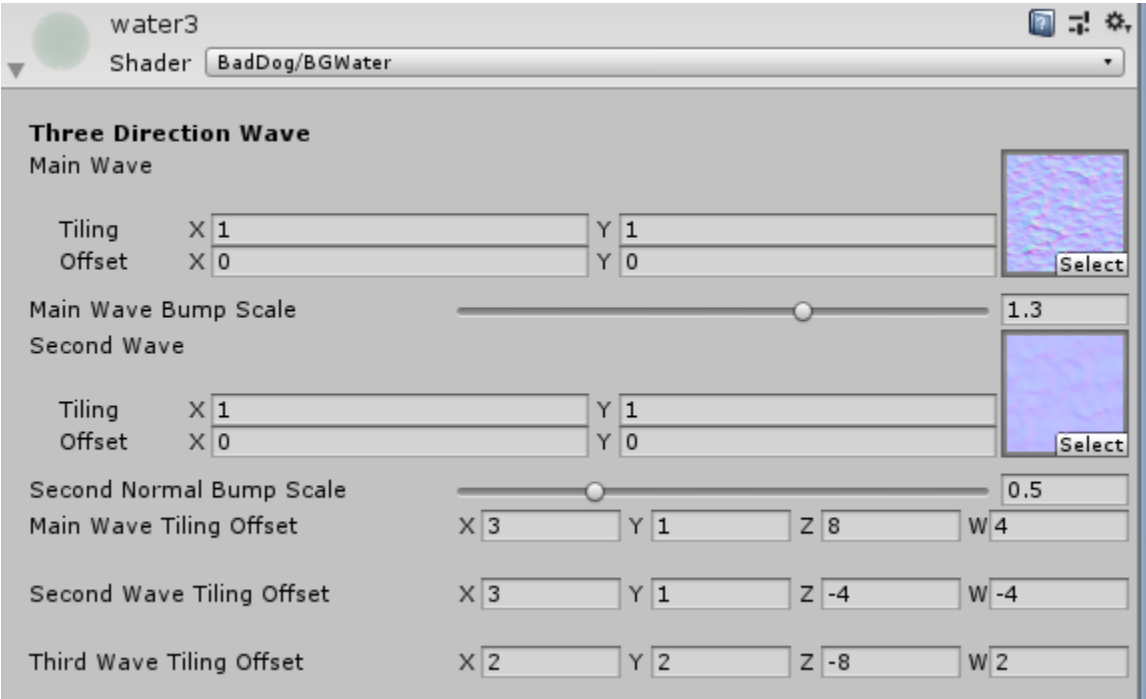 water3
Shader BadDog/BGWater
Three Direction Wave
Main Wave
Tiling X 1 Y 1
Offset X 0 Y 0
Select
Main Wave Bump Scale 1.3
Second Wave
Tiling X 1 Y 1
Offset X 0 Y 0
Select
Second Normal Bump Scale 0.5
Main Wave Tiling Offset X 3 Y 1 Z 8 W 4
Second Wave Tiling Offset X 3 Y 1 Z -4 W -4
Third Wave Tiling Offset X 2 Y 2 Z -8 W 2